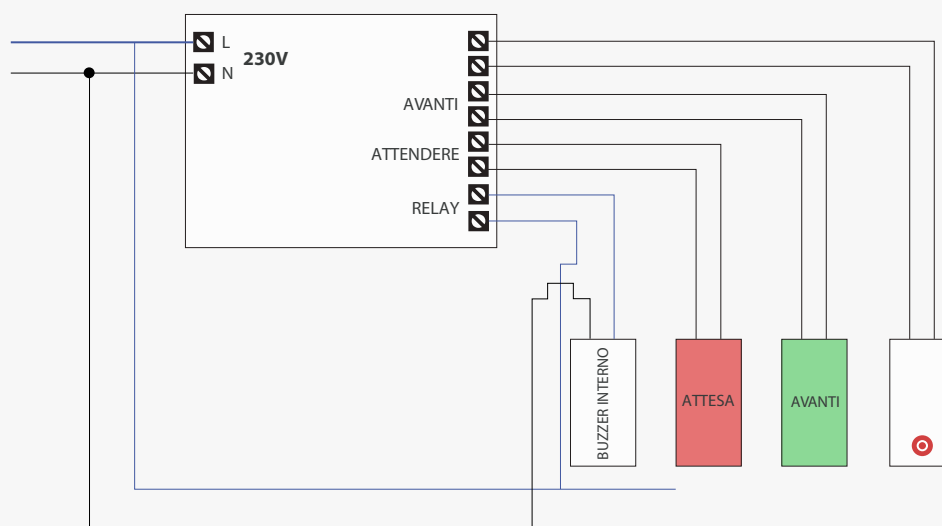 L
230V
N
AVANTI
ATTENDERE
RELAY
BUZZER INTERNO
ATTESA
AVANTI